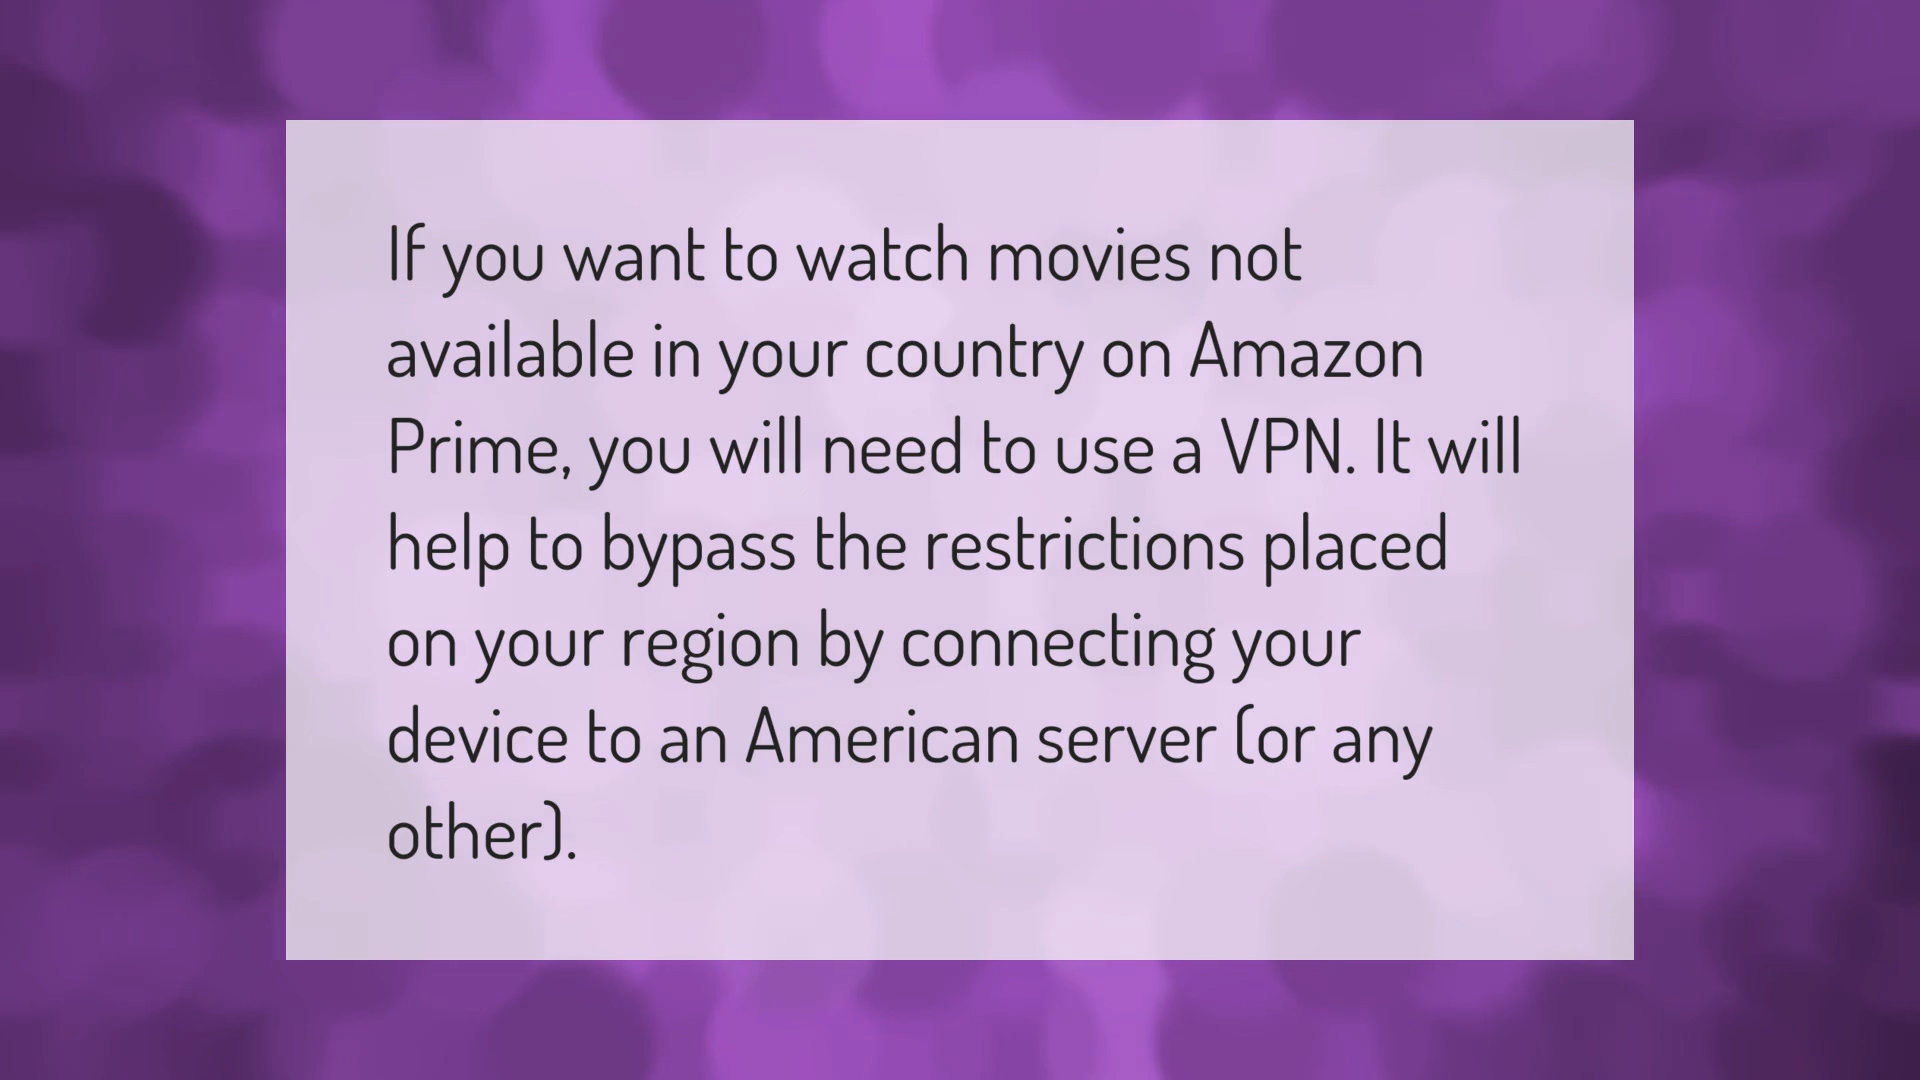 If you want to watch movies not
available in your country on Amazon
Prime, you will need to use a VPN. It will
help to bypass the restrictions placed
on your region by connecting your
device to an American server (or any
other).